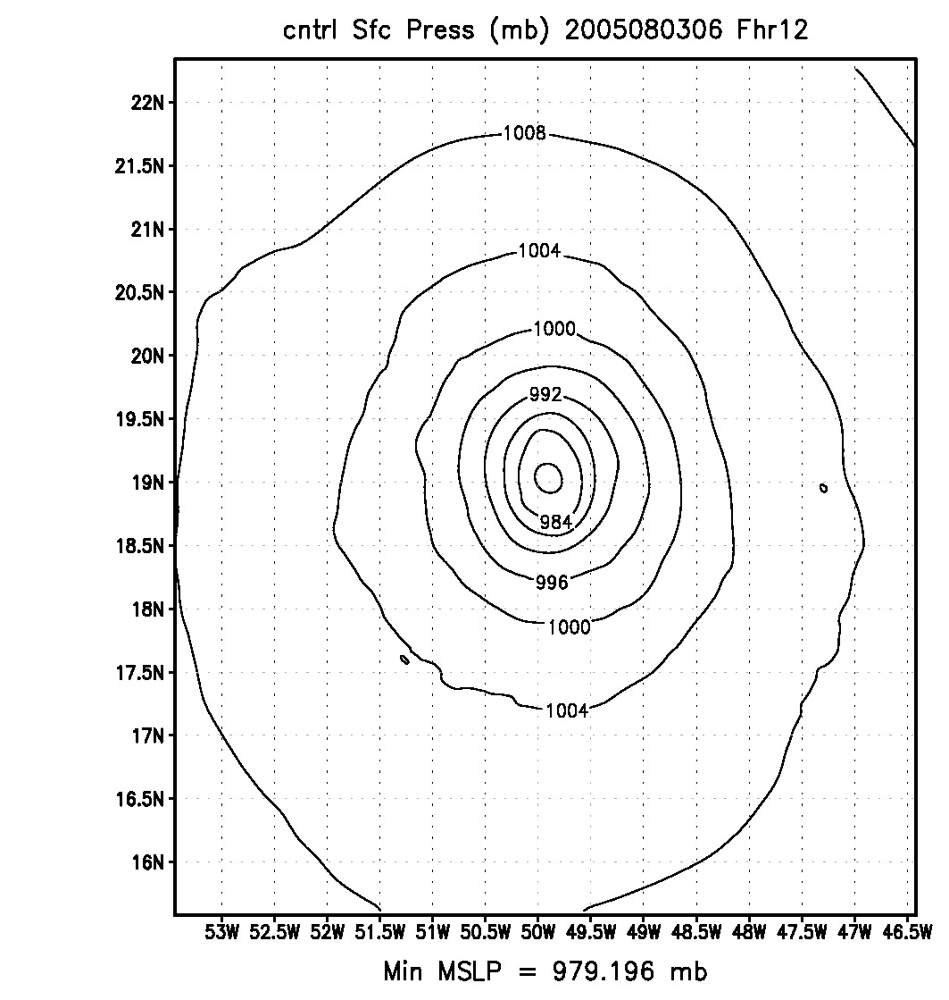 cntrl Sfc Press (mb) 2005080306 Fhr12
22N
1008
21.5N
21N
1004
20.5N
1000
20N
992
19.5N
19N
984
18.5N
996
18N
1000
17.5N
1004
17N
16.5N
16N
53W 52.5W 52W 51.5W 51W 50.5W 50W 49.5W 49W 48.5W 48W 47.5W 47W 46.5W
Min MSLP = 979.196 mb